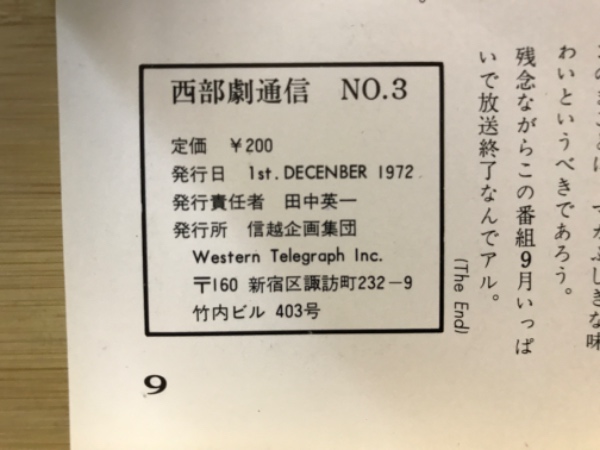 西部劇通信 NO.3
定価 ￥200
発行日 1st. DECENBER 1972
発行責任者 田中英一
発行所 信越企画集団
Western Telegraph Inc.
〒160 新宿区諏訪町232－9
竹内ビル 403号
わいというべきであろう。
残念ながらこの番組9月いっぱ
いで放送終了なんでアル。
(The End)
9